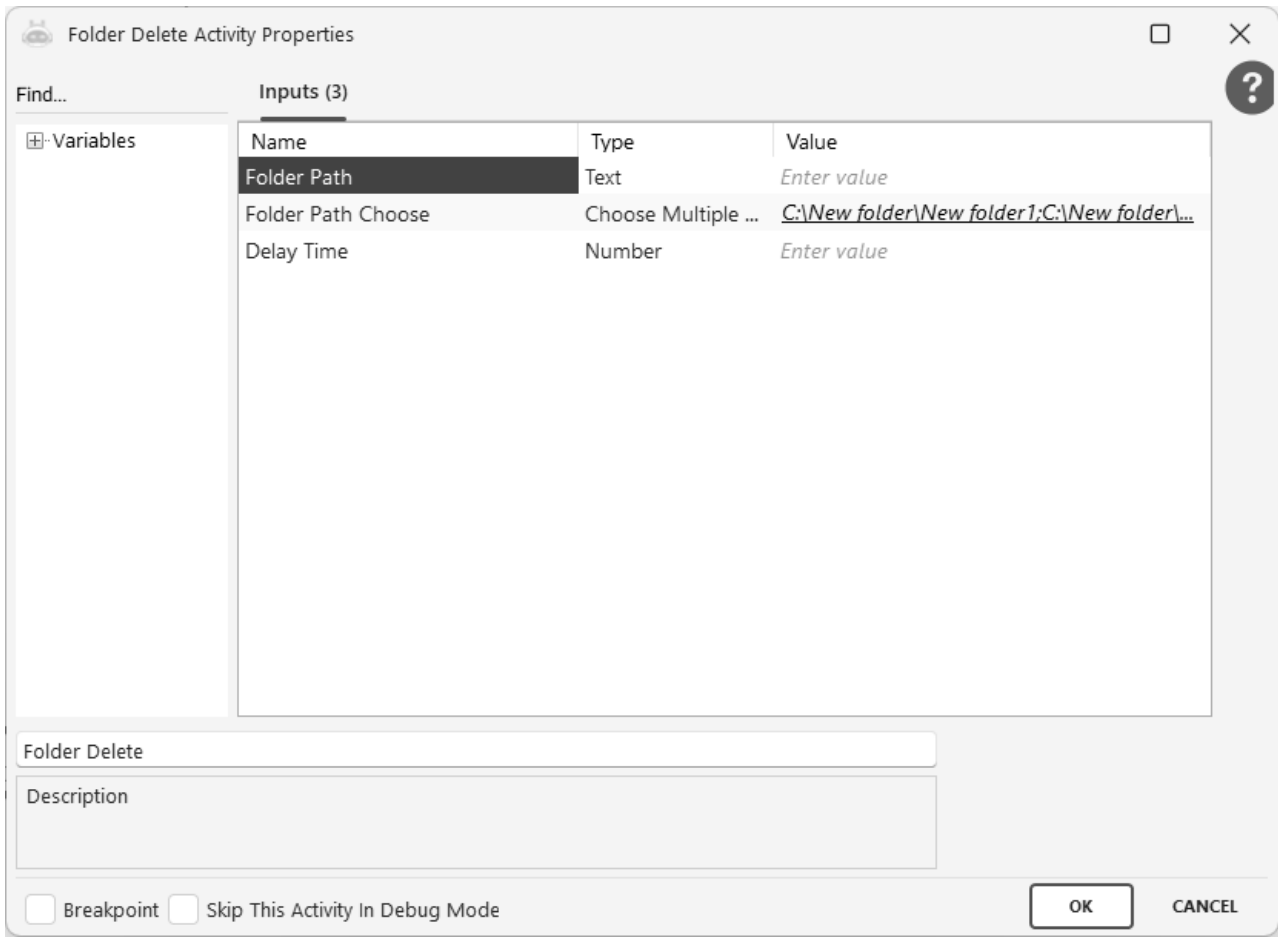 Folder Delete Activity Properties
Find...
Inputs (3)
?
Variables
Name Type Value
Folder Path Text Enter value
Folder Path Choose Choose Multiple ... C:\New folder\New folder1;C:\New folder\...
Delay Time Number Enter value
Folder Delete
Description
Breakpoint Skip This Activity In Debug Mode OK CANCEL